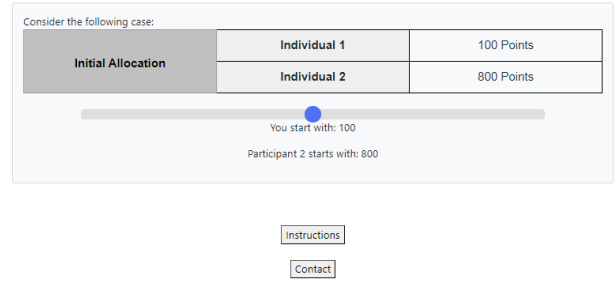 Consider the following case:
Initial Allocation
Individual 1
100 Points
Individual 2
800 Points
You start with: 100
Participant 2 starts with: 800
Instructions
Contact